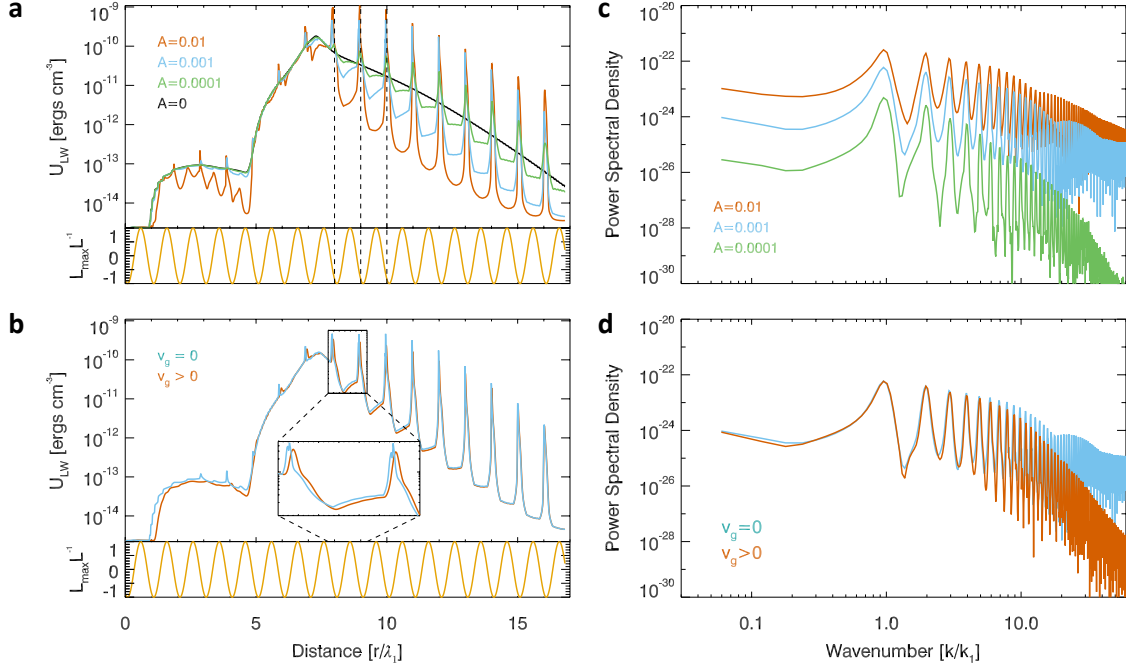 a
U_LW [ergs cm⁻³]
10⁻⁹
10⁻¹⁰
10⁻¹¹
10⁻¹²
10⁻¹³
10⁻¹⁴
A=0.01
A=0.001
A=0.0001
A=0
L_max L⁻¹
1
0
-1
b
U_LW [ergs cm⁻³]
10⁻⁹
10⁻¹⁰
10⁻¹¹
10⁻¹²
10⁻¹³
10⁻¹⁴
v_g = 0
v_g > 0
L_max L⁻¹
1
0
-1
0 5 10 15
Distance [r/λ₁]
c
Power Spectral Density
10⁻²⁰
10⁻²²
10⁻²⁴
10⁻²⁶
10⁻²⁸
10⁻³⁰
A=0.01
A=0.001
A=0.0001
d
Power Spectral Density
10⁻²⁰
10⁻²²
10⁻²⁴
10⁻²⁶
10⁻²⁸
10⁻³⁰
v_g=0
v_g>0
0.1 1.0 10.0
Wavenumber [k/k₁]